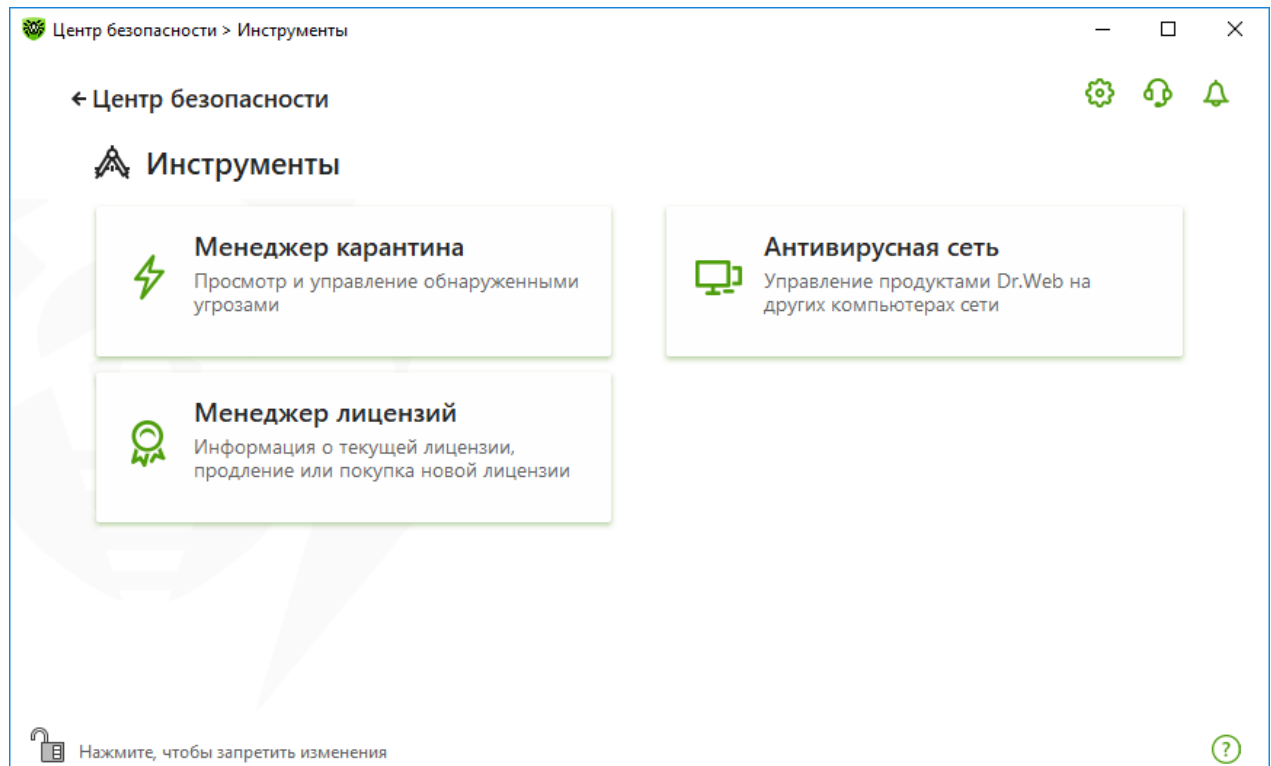 Центр безопасности > Инструменты
Центр безопасности
Инструменты
Менеджер карантина
Просмотр и управление обнаруженными
угрозами
Антивирусная сеть
Управление продуктами Dr.Web на
других компьютерах сети
Менеджер лицензий
Информация о текущей лицензии,
продление или покупка новой лицензии
Нажмите, чтобы запретить изменения
?